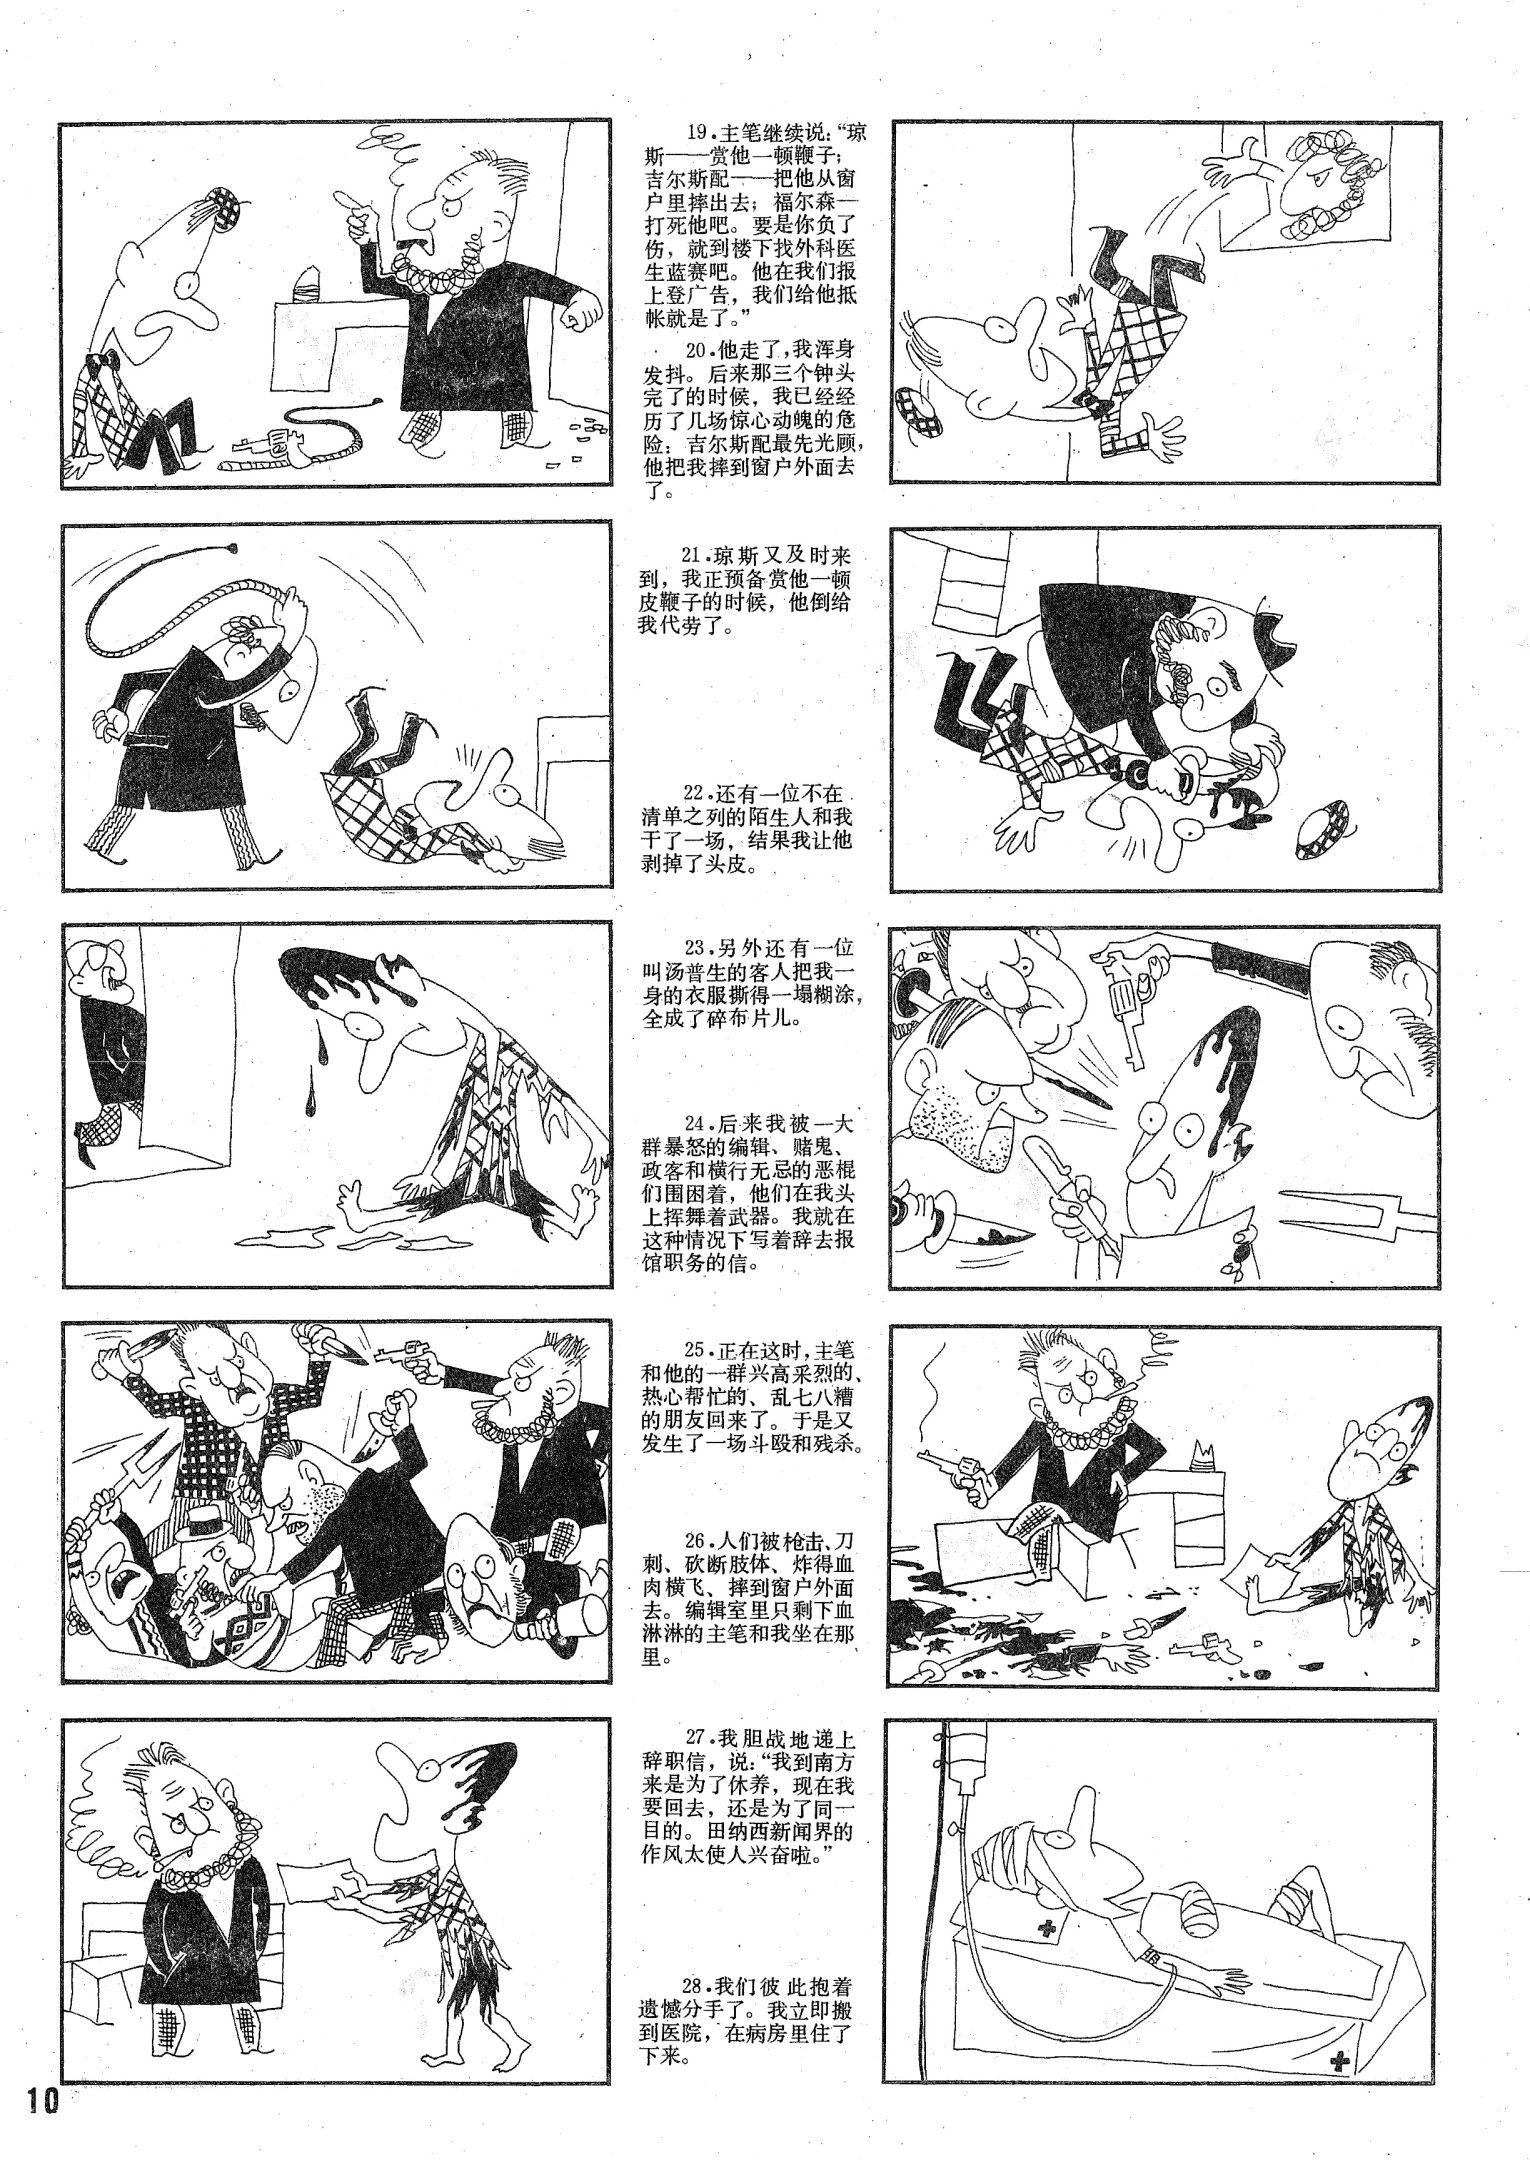 19.主笔继续说：“琼
斯——赏他一顿鞭子；
吉尔斯配——把他从窗
户里摔出去；福尔森—
打死他吧。要是你负了
伤，就到楼下找外科医
生蓝赛吧。他在我们报
上登广告，我们给他抵
帐就是了。”
20.他走了，我浑身
发抖。后来那三个钟头
完了的时候，我已经经
历了几场惊心动魄的危
险：吉尔斯配最先光顾，
他把我摔到窗户外面去
了。
21.琼斯又及时来
到，我正预备赏他一顿
皮鞭子的时候，他倒给
我代劳了。
22.还有一位不在
清单之列的陌生人和我
干了一场，结果我让他
剥掉了头皮。
23.另外还有一位
叫汤普生的客人把我一
身的衣服撕得一塌糊涂，
全成了碎布片儿。
24.后来我被一大
群暴怒的编辑、赌鬼、
政客和横行无忌的恶棍
们围困着，他们在我头
上挥舞着武器。我就在
这种情况下写着辞去报
馆职务的信。
25.正在这时，主笔
和他的一群兴高采烈的、
热心帮忙的、乱七八糟
的朋友回来了。于是又
发生了一场斗殴和残杀。
26.人们被枪击、刀
刺、砍断肢体、炸得血
肉横飞、摔到窗户外面
去。编辑室里只剩下血
淋淋的主笔和我坐在那
里。
27.我胆战地递上
辞职信，说：“我到南方
来是为了休养，现在我
要回去，还是为了同一
目的。田纳西新闻界的
作风太使人兴奋啦。”
28.我们彼此抱着
遗憾分手了。我立即搬
到医院，在病房里住了
下来。
10